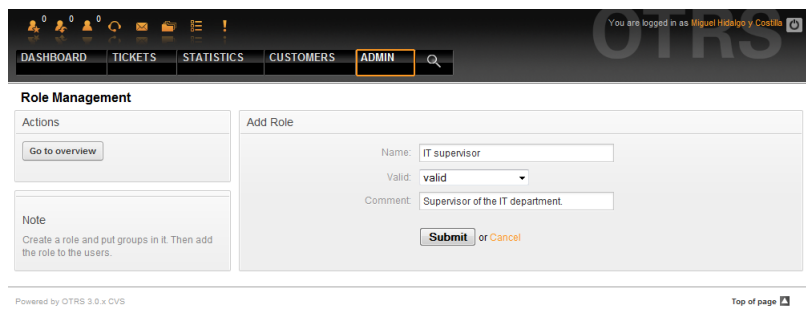 0 0 0
You are logged in as Miguel Hidalgo y Costilla
OTRS
DASHBOARD TICKETS STATISTICS CUSTOMERS ADMIN
Role Management
Actions
Go to overview
Note
Create a role and put groups in it. Then add
the role to the users.
Add Role
Name: IT supervisor
Valid: valid
Comment: Supervisor of the IT department.
Submit or Cancel
Powered by OTRS 3.0.x CVS
Top of page